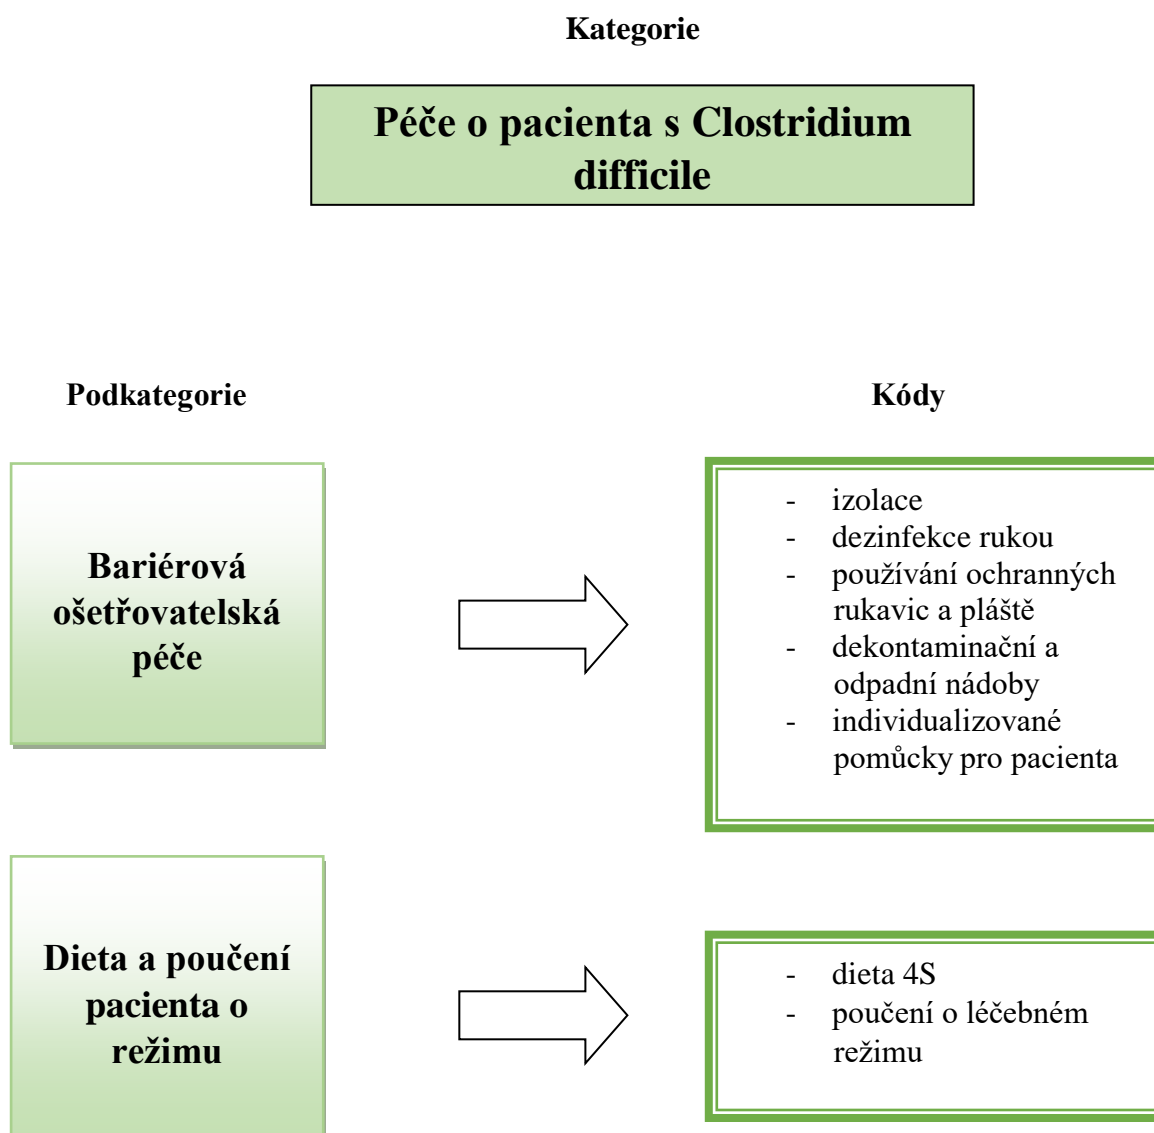 Kategorie
Péče o pacienta s Clostridium
difficile
Podkategorie
Kódy
Bariérová
ošetřovatelská
péče
- izolace
- dezinfekce rukou
- používání ochranných
rukavic a pláště
- dekontaminační a
odpadní nádoby
- individualizované
pomůcky pro pacienta
Dieta a poučení
pacienta o
režimu
- dieta 4S
- poučení o léčebném
režimu